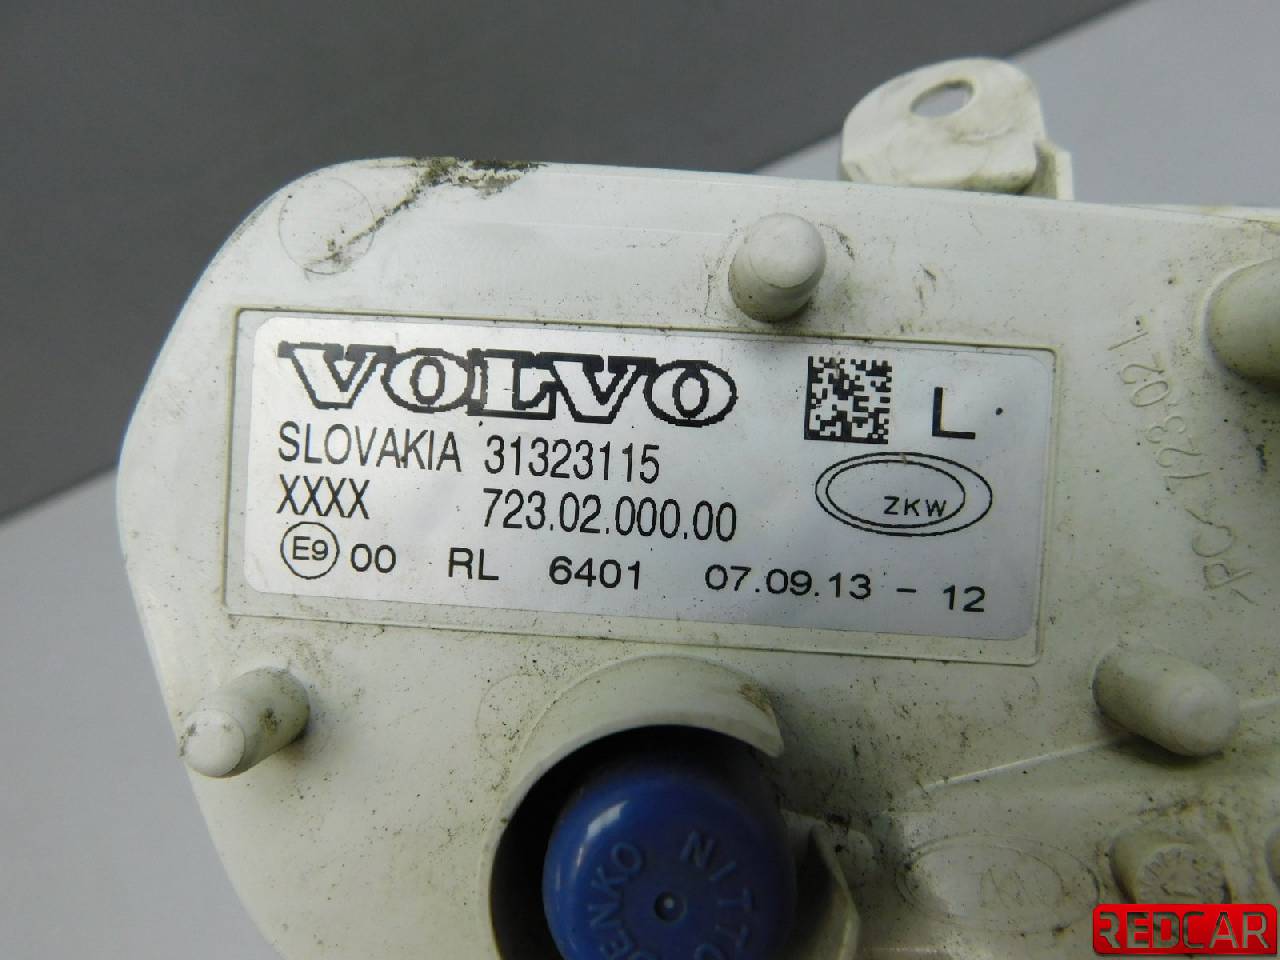 VOLVO
L
SLOVAKIA 31323115
XXXX 723.02.000.00
ZKW
E9 00 RL 6401 07.09.13 - 12
NITTO
DENKO
REDCAR